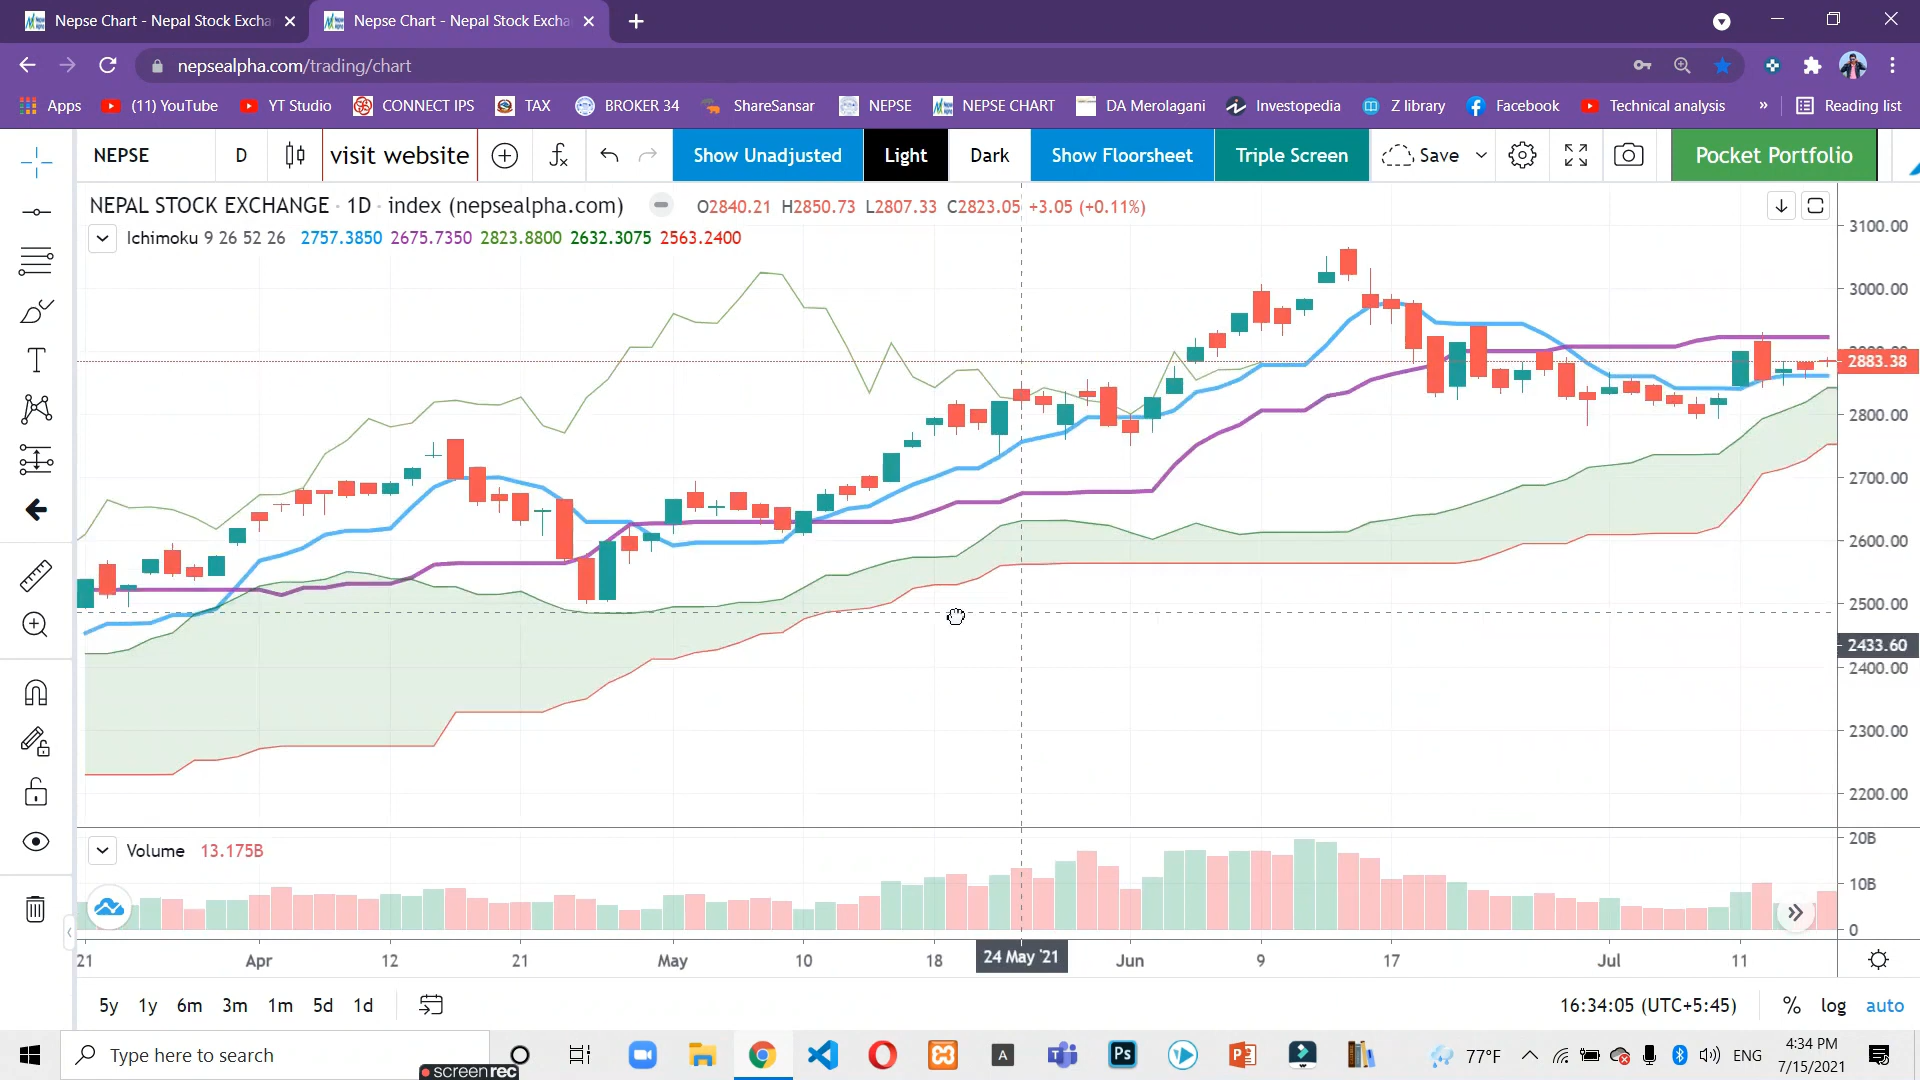 Nepse Chart - Nepal Stock Excha
Nepse Chart - Nepal Stock Excha
nepsealpha.com/trading/chart
Apps (11) YouTube YT Studio CONNECT IPS TAX BROKER 34 ShareSansar NEPSE NEPSE CHART DA Merolagani Investopedia Z library Facebook Technical analysis » Reading list
NEPSE D visit website Show Unadjusted Light Dark Show Floorsheet Triple Screen Save Pocket Portfolio
NEPAL STOCK EXCHANGE · 1D · index (nepsealpha.com) O2840.21 H2850.73 L2807.33 C2823.05 +3.05 (+0.11%)
Ichimoku 9 26 52 26 2757.3850 2675.7350 2823.8800 2632.3075 2563.2400
3100.00
3000.00
2883.38
2800.00
2700.00
2600.00
2500.00
2433.60
2400.00
2300.00
2200.00
Volume 13.175B
20B
10B
0
21 Apr 12 21 May 10 18 24 May '21 Jun 9 17 Jul 11
5y 1y 6m 3m 1m 5d 1d 16:34:05 (UTC+5:45) % log auto
Type here to search
screenrec
A
Ps
77°F
ENG
4:34 PM
7/15/2021